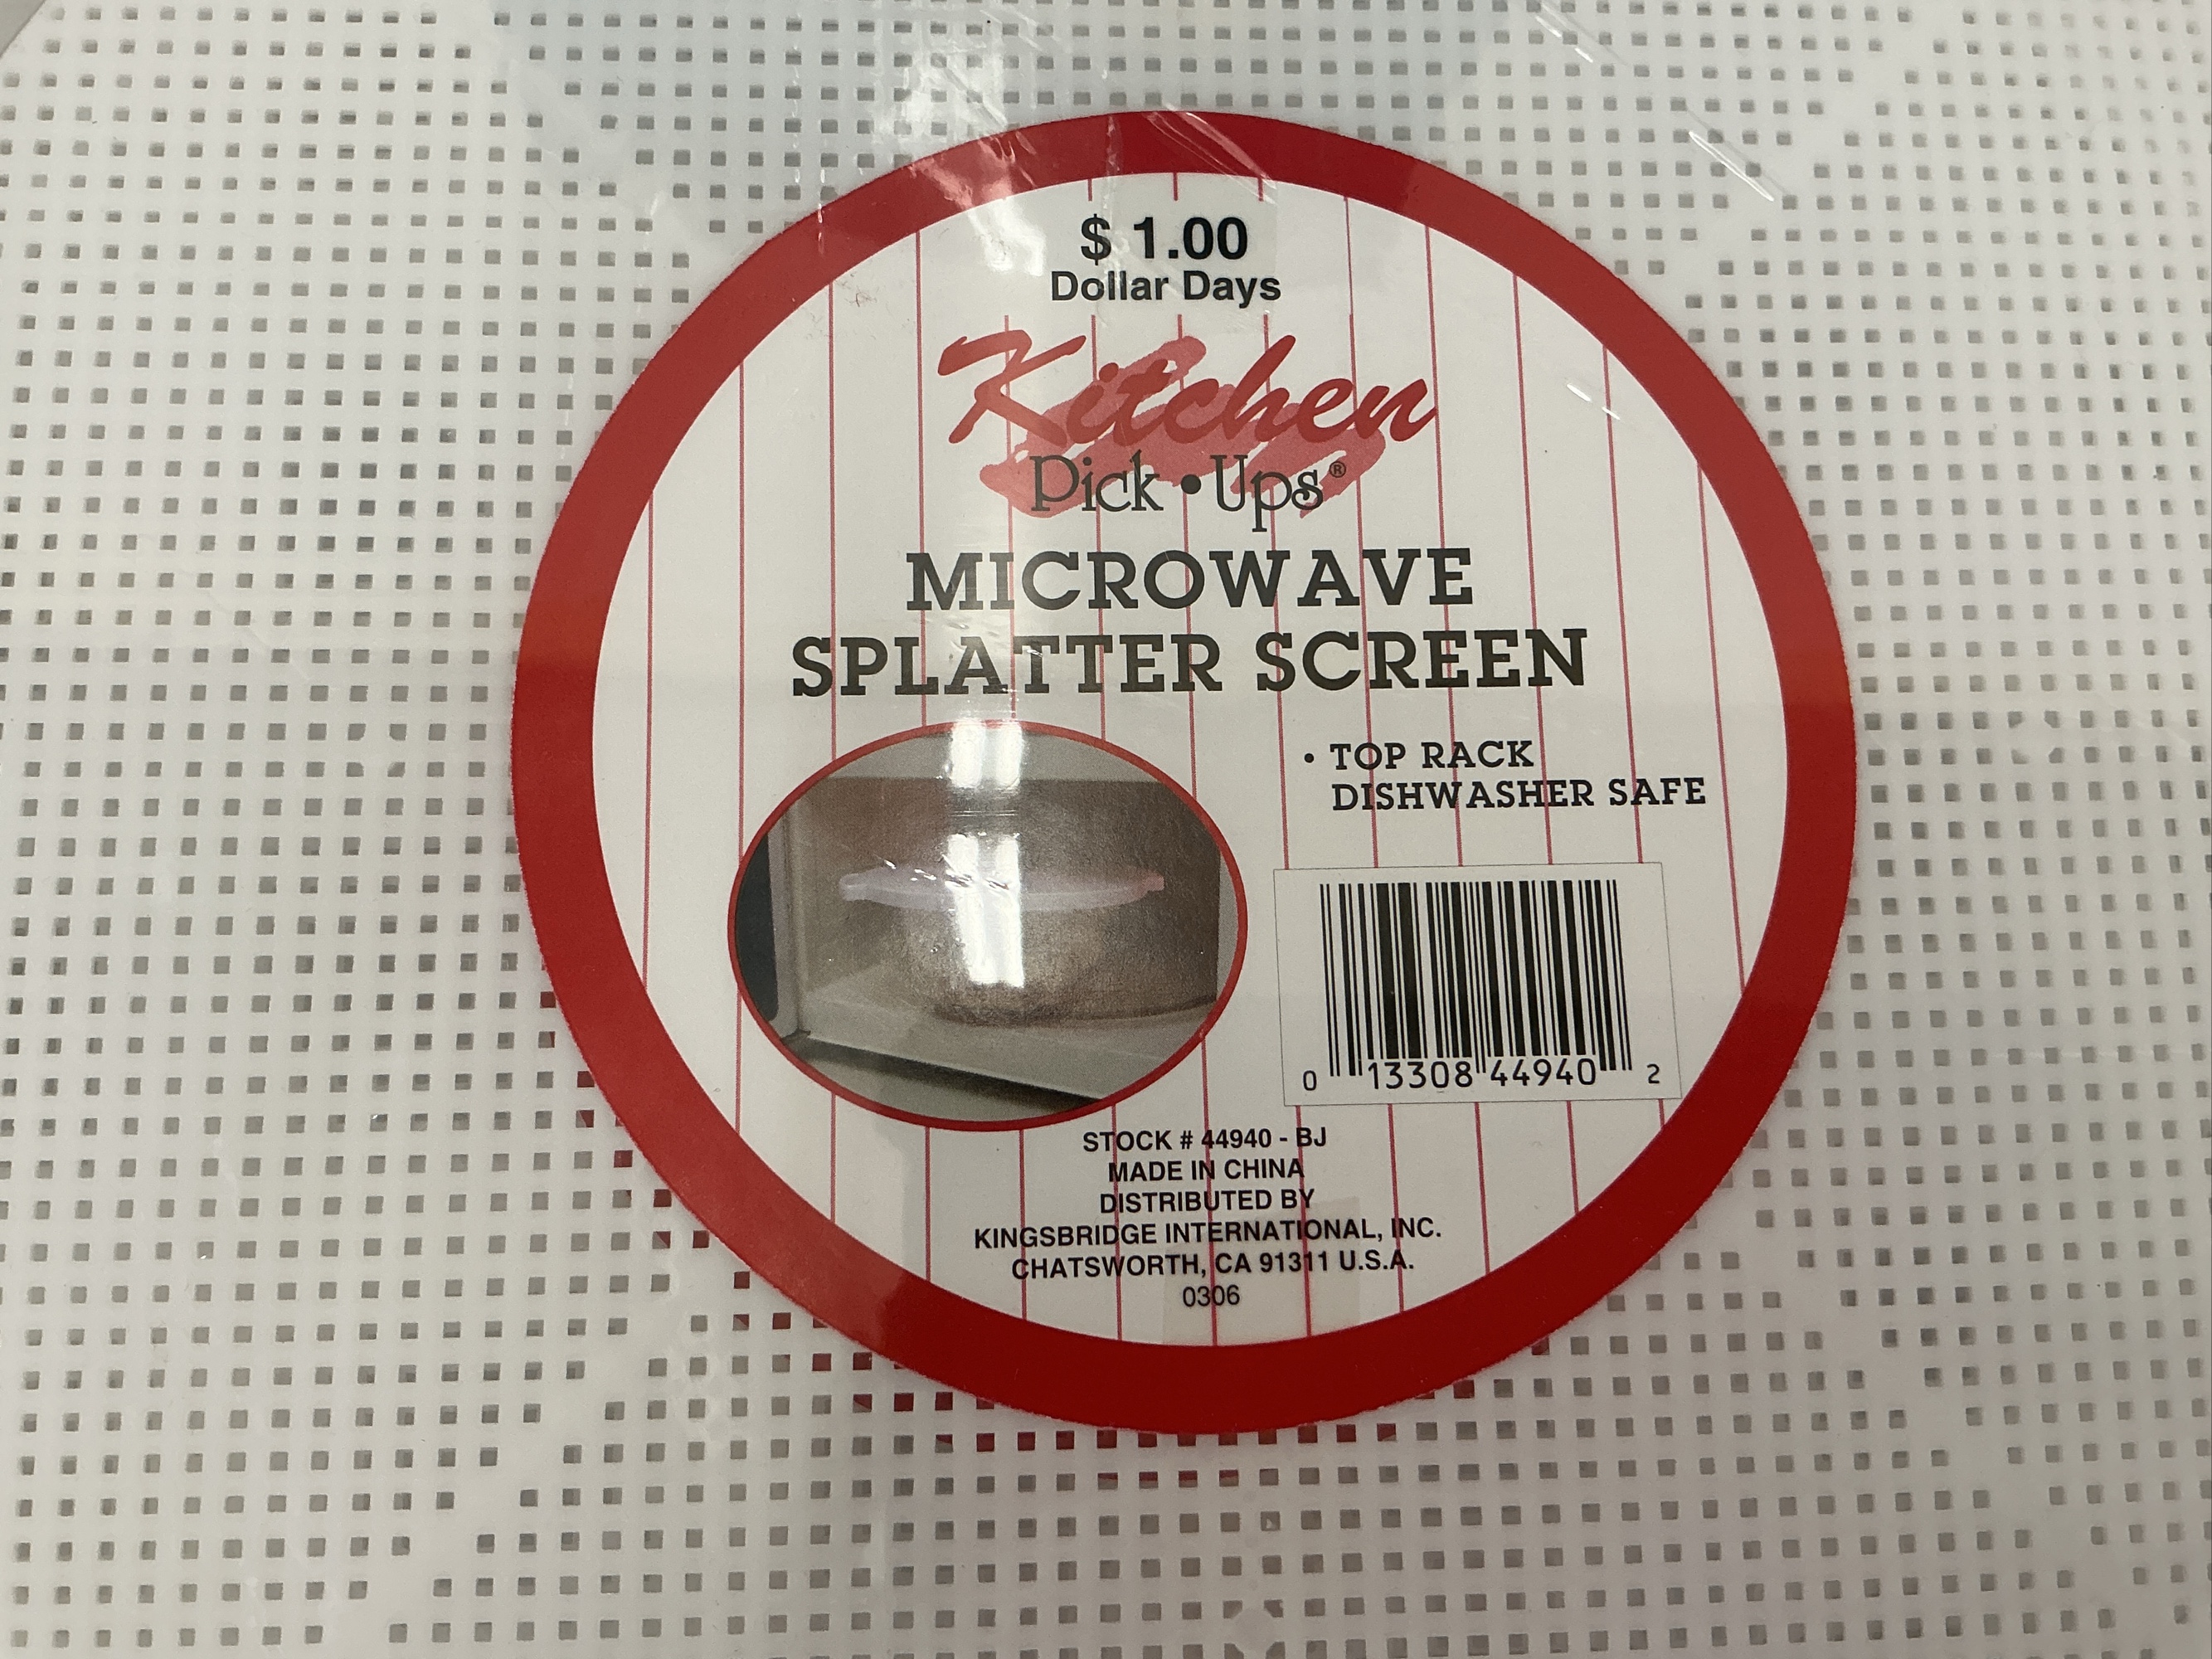 $ 1.00
Dollar Days
Kitchen
Pick • Ups®
MICROWAVE
SPLATTER SCREEN
• TOP RACK
DISHWASHER SAFE
0 13308 44940 2
STOCK # 44940 - BJ
MADE IN CHINA
DISTRIBUTED BY
KINGSBRIDGE INTERNATIONAL, INC.
CHATSWORTH, CA 91311 U.S.A.
0306